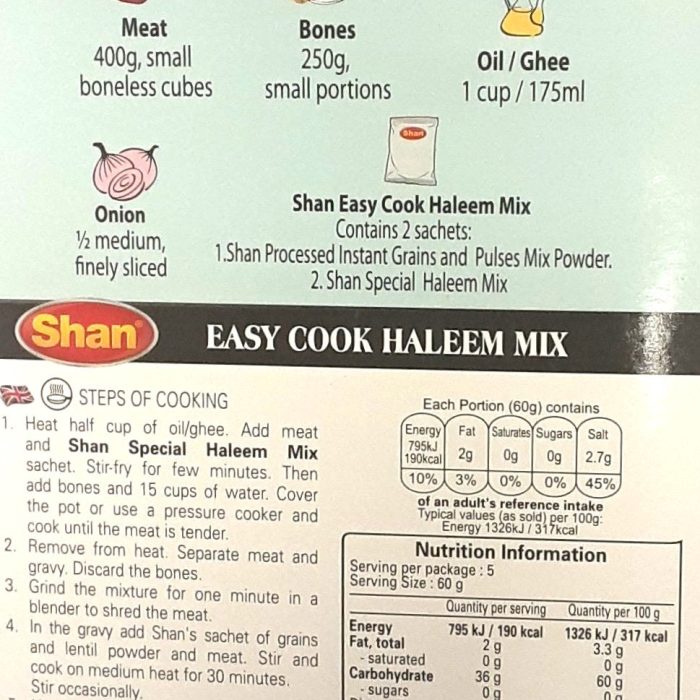 Meat
400g, small
boneless cubes
Bones
250g,
small portions
Oil / Ghee
1 cup / 175ml
Onion
½ medium,
finely sliced
Shan
Shan Easy Cook Haleem Mix
Contains 2 sachets:
1.Shan Processed Instant Grains and Pulses Mix Powder.
2. Shan Special Haleem Mix
Shan®
EASY COOK HALEEM MIX
STEPS OF COOKING
1. Heat half cup of oil/ghee. Add meat
and Shan Special Haleem Mix
sachet. Stir-fry for few minutes. Then
add bones and 15 cups of water. Cover
the pot or use a pressure cooker and
cook until the meat is tender.
2. Remove from heat. Separate meat and
gravy. Discard the bones.
3. Grind the mixture for one minute in a
blender to shred the meat.
4. In the gravy add Shan's sachet of grains
and lentil powder and meat. Stir and
cook on medium heat for 30 minutes.
Stir occasionally.
Each Portion (60g) contains
Energy Fat Saturates Sugars Salt
795kJ
190kcal 2g 0g 0g 2.7g
10% 3% 0% 0% 45%
of an adult's reference intake
Typical values (as sold) per 100g:
Energy 1326kJ / 317kcal
Nutrition Information
Serving per package : 5
Serving Size : 60 g
Quantity per serving Quantity per 100 g
Energy 795 kJ / 190 kcal 1326 kJ / 317 kcal
Fat, total 2 g 3.3 g
- saturated 0 g 0 g
Carbohydrate 36 g 60 g
- sugars 0 g 0 g